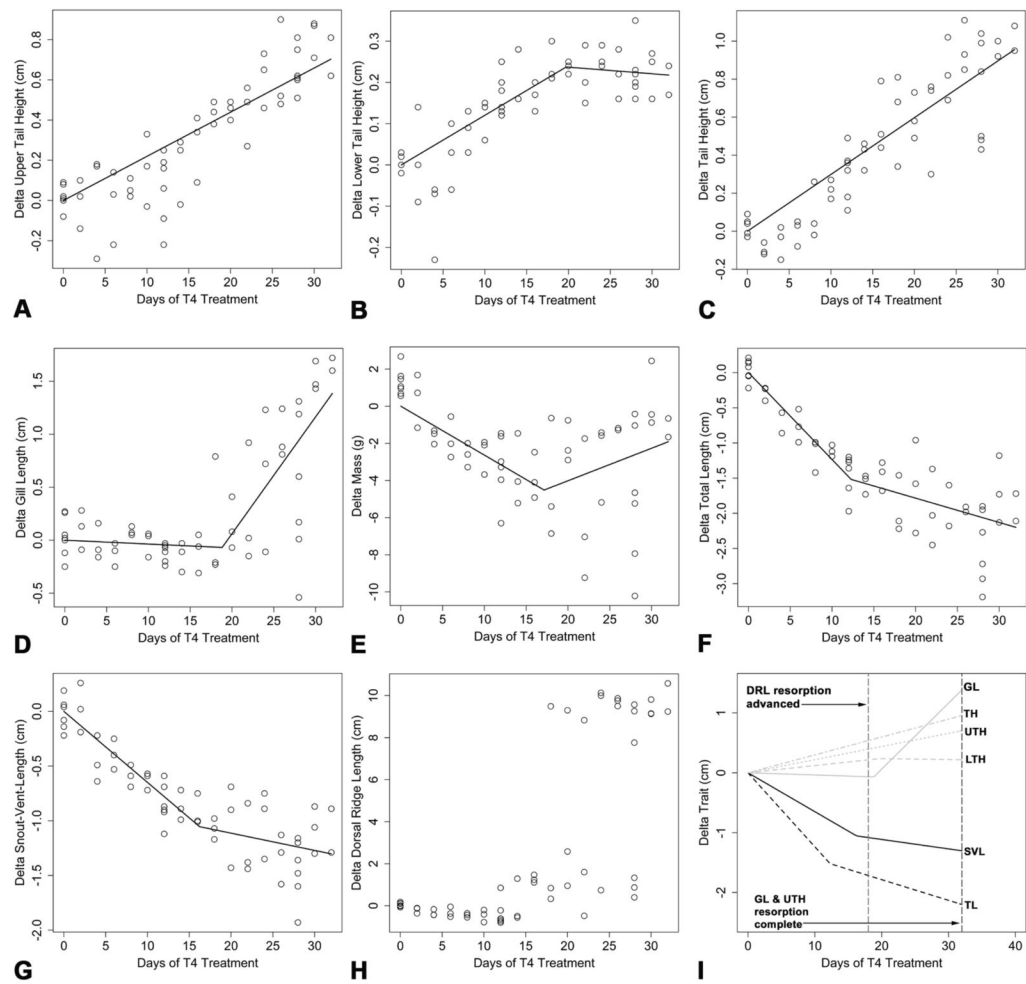 Delta Upper Tail Height (cm)
0.8
0.6
0.4
0.2
0.0
-0.2
0 5 10 15 20 25 30
Days of T4 Treatment
A
Delta Lower Tail Height (cm)
0.3
0.2
0.1
0.0
-0.1
-0.2
0 5 10 15 20 25 30
Days of T4 Treatment
B
Delta Tail Height (cm)
1.0
0.8
0.6
0.4
0.2
0.0
-0.2
0 5 10 15 20 25 30
Days of T4 Treatment
C
Delta Gill Length (cm)
1.5
1.0
0.5
0.0
-0.5
0 5 10 15 20 25 30
Days of T4 Treatment
D
Delta Mass (g)
2
0
-2
-4
-6
-8
-10
0 5 10 15 20 25 30
Days of T4 Treatment
E
Delta Total Length (cm)
0.0
-0.5
-1.0
-1.5
-2.0
-2.5
-3.0
0 5 10 15 20 25 30
Days of T4 Treatment
F
Delta Snout-Vent-Length (cm)
0.0
-0.5
-1.0
-1.5
-2.0
0 5 10 15 20 25 30
Days of T4 Treatment
G
Delta Dorsal Ridge Length (cm)
10
8
6
4
2
0
0 5 10 15 20 25 30
Days of T4 Treatment
H
Delta Trait (cm)
1
0
-1
-2
DRL resorption
advanced
GL
TH
UTH
LTH
SVL
TL
GL & UTH
resorption
complete
0 10 20 30 40
Days of T4 Treatment
I